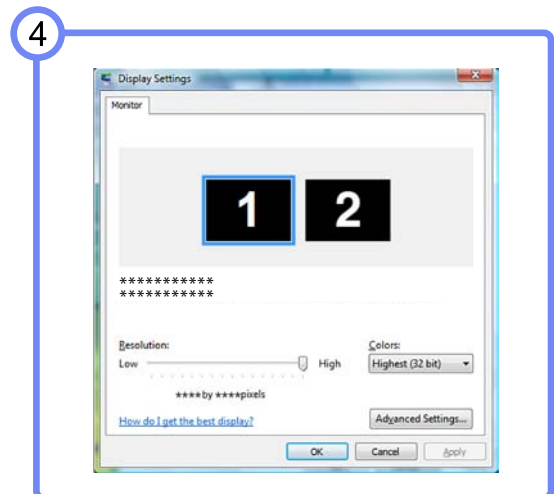 4
Display Settings
Monitor
1 2
***********
***********
Resolution: Colors:
Low High Highest (32 bit)
****by ****pixels
How do I get the best display? Advanced Settings...
OK Cancel Apply